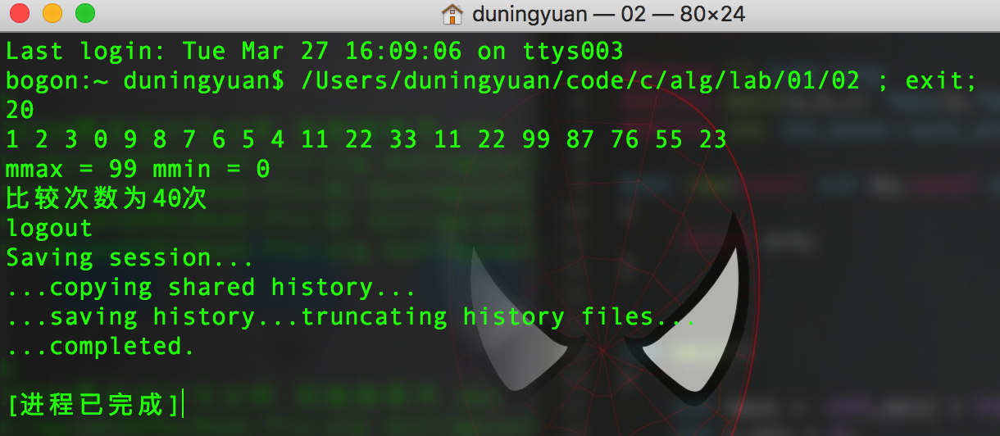 duningyuan — 02 — 80×24
Last login: Tue Mar 27 16:09:06 on ttys003
bogon:~ duningyuan$ /Users/duningyuan/code/c/alg/lab/01/02 ; exit;
20
1 2 3 0 9 8 7 6 5 4 11 22 33 11 22 99 87 76 55 23
mmax = 99 mmin = 0
比较次数为40次
logout
Saving session...
...copying shared history...
...saving history...truncating history files...
...completed.
[进程已完成]